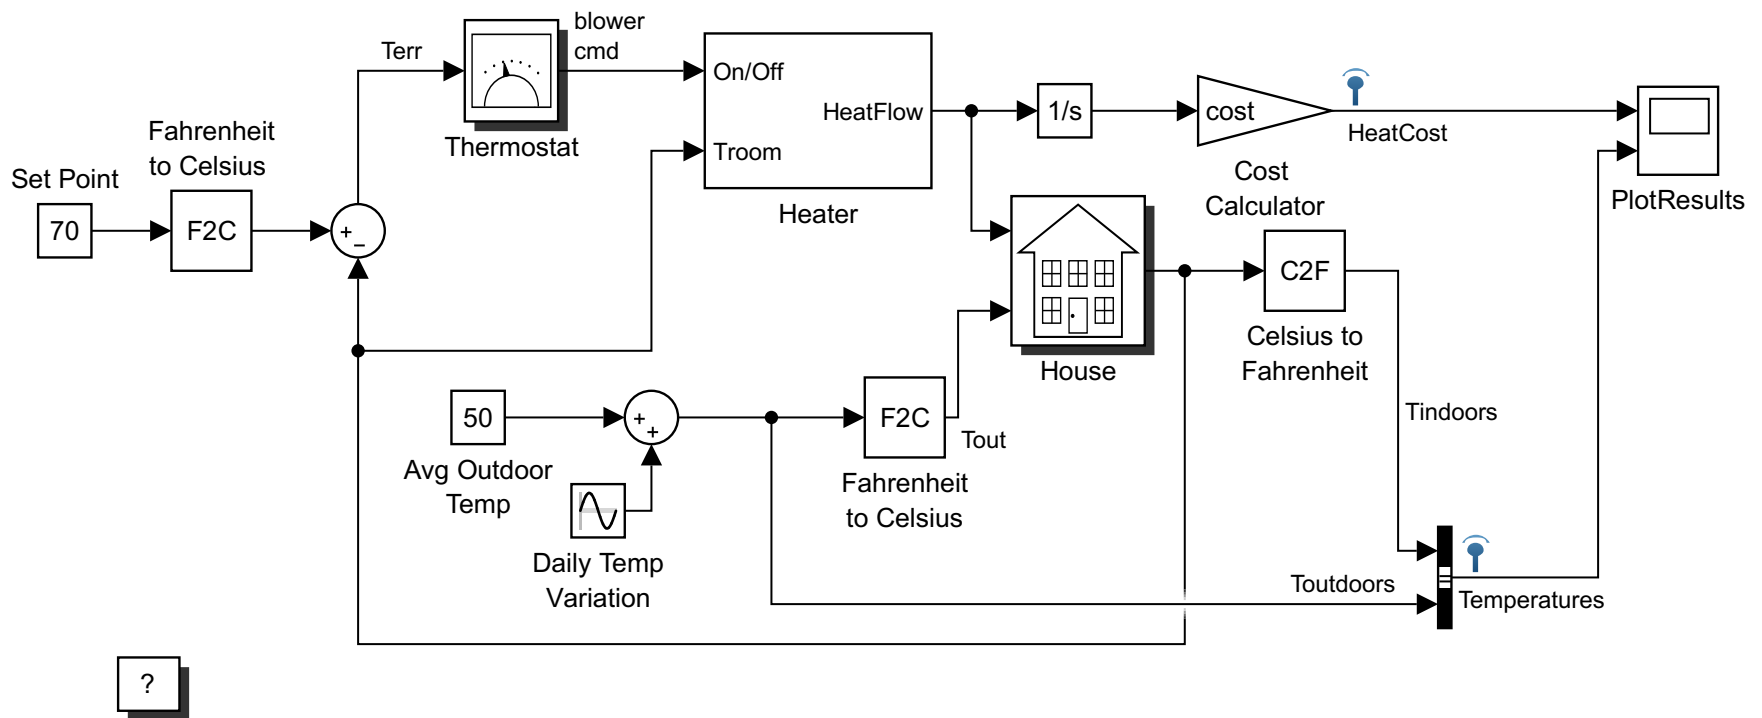 blower
cmd
Terr
On/Off
HeatFlow
1/s
cost
HeatCost
Fahrenheit
to Celsius
Thermostat
Troom
Cost
Calculator
Set Point
PlotResults
Heater
70
F2C
+
−
C2F
House
Celsius to
Fahrenheit
50
+
+
F2C
Tindoors
Tout
Avg Outdoor
Temp
Fahrenheit
to Celsius
Daily Temp
Variation
Toutdoors
Temperatures
?